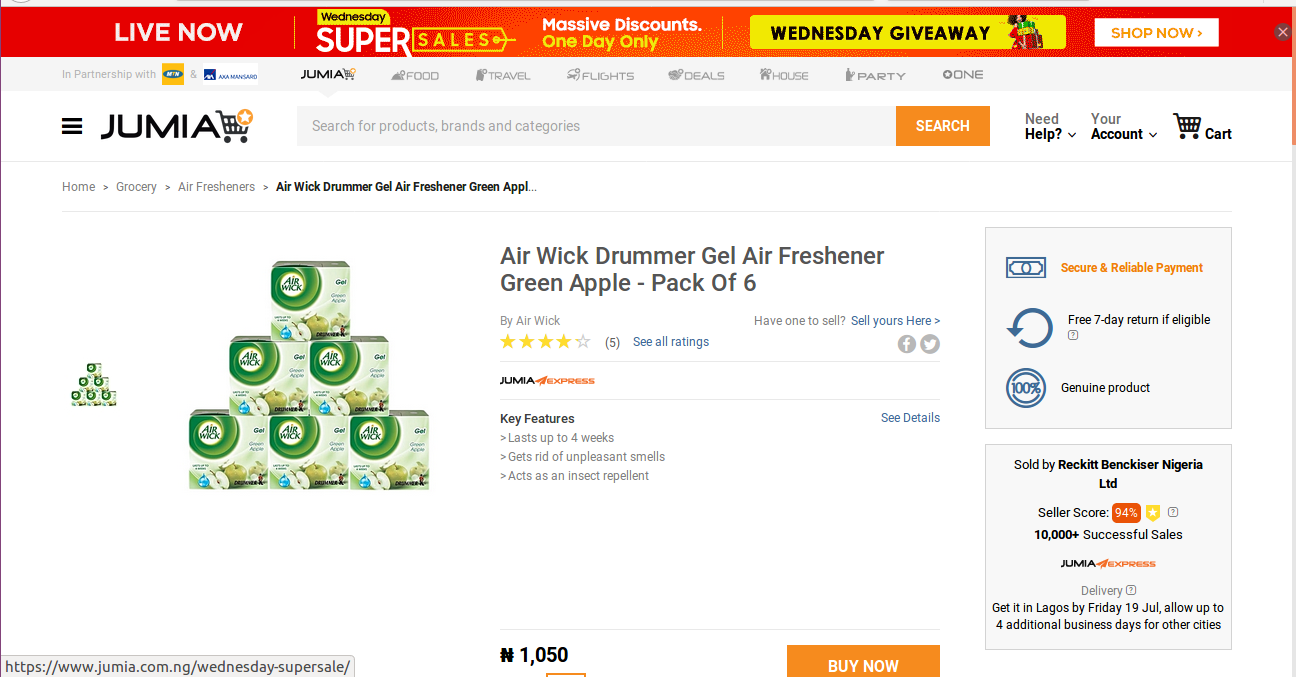 LIVE NOW
Wednesday
SUPER SALES
Massive Discounts.
One Day Only
WEDNESDAY GIVEAWAY
SHOP NOW ›
In Partnership with MTN & AXA MANSARD
JUMIA
FOOD
TRAVEL
FLIGHTS
DEALS
HOUSE
PARTY
ONE
JUMIA
Search for products, brands and categories
SEARCH
Need
Help?
Your
Account
Cart
Home > Grocery > Air Fresheners > Air Wick Drummer Gel Air Freshener Green Appl...
AIR WICK
Gel
Green Apple
Air Wick Drummer Gel Air Freshener
Green Apple - Pack Of 6
By Air Wick
Have one to sell? Sell yours Here >
(5) See all ratings
JUMIA EXPRESS
Key Features
See Details
> Lasts up to 4 weeks
> Gets rid of unpleasant smells
> Acts as an insect repellent
₦ 1,050
BUY NOW
Secure & Reliable Payment
Free 7-day return if eligible
?
100%
Genuine product
Sold by Reckitt Benckiser Nigeria
Ltd
Seller Score: 94% ?
10,000+ Successful Sales
JUMIA EXPRESS
Delivery ?
Get it in Lagos by Friday 19 Jul, allow up to
4 additional business days for other cities
https://www.jumia.com.ng/wednesday-supersale/